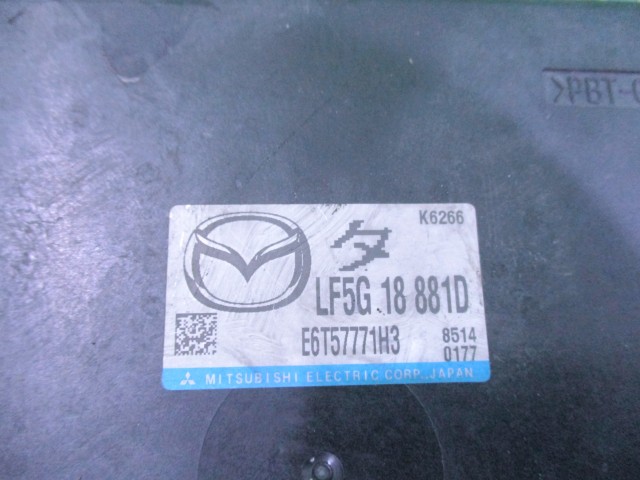 >PBT-
K6266
タ
LF5G 18 881D
E6T57771H3
8514
0177
MITSUBISHI ELECTRIC CORP., JAPAN